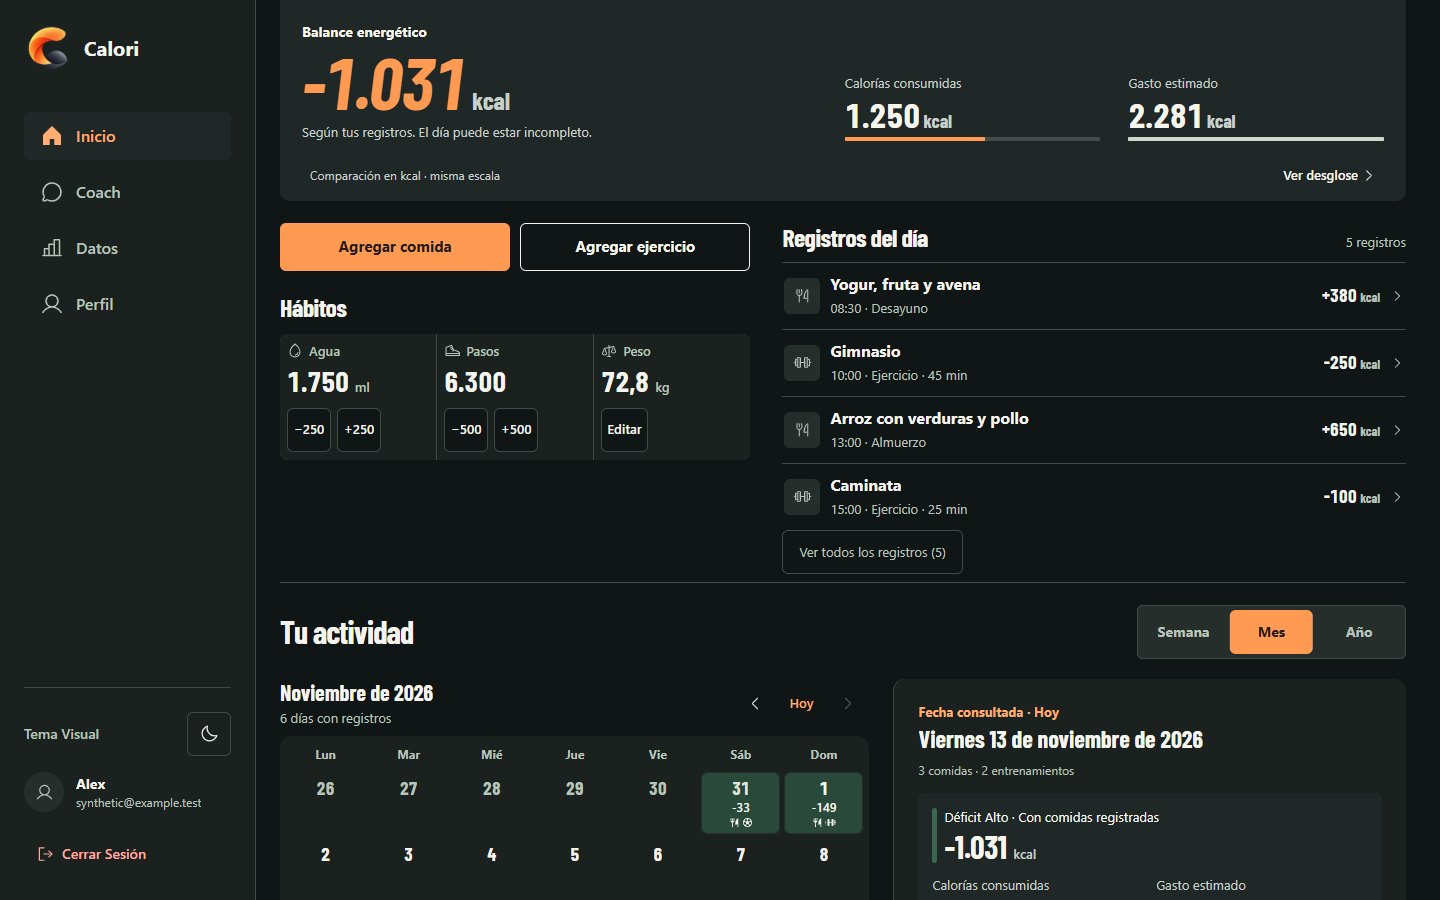 Calori
Inicio
Coach
Datos
Perfil
Tema Visual
Alex
synthetic@example.test
Cerrar Sesión
Balance energético
-1.031 kcal
Según tus registros. El día puede estar incompleto.
Comparación en kcal · misma escala
Calorías consumidas
1.250 kcal
Gasto estimado
2.281 kcal
Ver desglose
Agregar comida
Agregar ejercicio
Hábitos
Agua
1.750 ml
−250 +250
Pasos
6.300
−500 +500
Peso
72,8 kg
Editar
Registros del día
5 registros
Yogur, fruta y avena
08:30 · Desayuno
+380 kcal
Gimnasio
10:00 · Ejercicio · 45 min
-250 kcal
Arroz con verduras y pollo
13:00 · Almuerzo
+650 kcal
Caminata
15:00 · Ejercicio · 25 min
-100 kcal
Ver todos los registros (5)
Tu actividad
Semana Mes Año
Noviembre de 2026
6 días con registros
Hoy
Lun Mar Mié Jue Vie Sáb Dom
26 27 28 29 30 31 1
-33 -149
2 3 4 5 6 7 8
Fecha consultada · Hoy
Viernes 13 de noviembre de 2026
3 comidas · 2 entrenamientos
Déficit Alto · Con comidas registradas
-1.031 kcal
Calorías consumidas
Gasto estimado